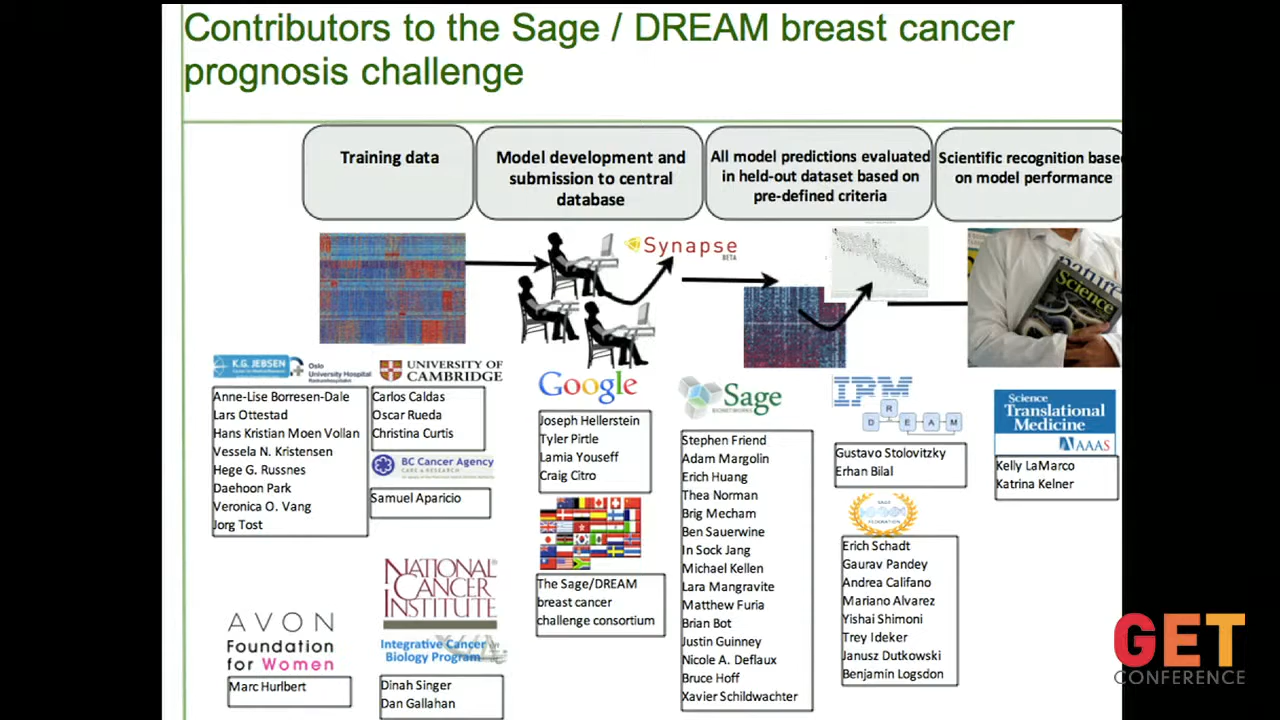 Contributors to the Sage / DREAM breast cancer
prognosis challenge
Training data
Model development and
submission to central
database
All model predictions evaluated
in held-out dataset based on
pre-defined criteria
Scientific recognition base
on model performance
Synapse
BETA
nature
Science
K.G. JEBSEN
Oslo
University Hospital
Radiumhospitalet
Anne-Lise Borresen-Dale
Lars Ottestad
Hans Kristian Moen Vollan
Vessela N. Kristensen
Hege G. Russnes
Daehoon Park
Veronica O. Vang
Jorg Tost
UNIVERSITY OF
CAMBRIDGE
Carlos Caldas
Oscar Rueda
Christina Curtis
BC Cancer Agency
CARE & RESEARCH
Samuel Aparicio
AVON
Foundation
for Women
Marc Hurlbert
NATIONAL
CANCER
INSTITUTE
Integrative Cancer
Biology Program
Dinah Singer
Dan Gallahan
Google
Joseph Hellerstein
Tyler Pirtle
Lamia Youseff
Craig Citro
The Sage/DREAM
breast cancer
challenge consortium
Sage
BIONETWORKS
Stephen Friend
Adam Margolin
Erich Huang
Thea Norman
Brig Mecham
Ben Sauerwine
In Sock Jang
Michael Kellen
Lara Mangravite
Matthew Furia
Brian Bot
Justin Guinney
Nicole A. Deflaux
Bruce Hoff
Xavier Schildwachter
IBM
D R E A M
Gustavo Stolovitzky
Erhan Bilal
SAGE
FEDERATION
Erich Schadt
Gaurav Pandey
Andrea Califano
Mariano Alvarez
Yishai Shimoni
Trey Ideker
Janusz Dutkowski
Benjamin Logsdon
Science
Translational
Medicine
AAAS
Kelly LaMarco
Katrina Kelner
GET
CONFERENCE